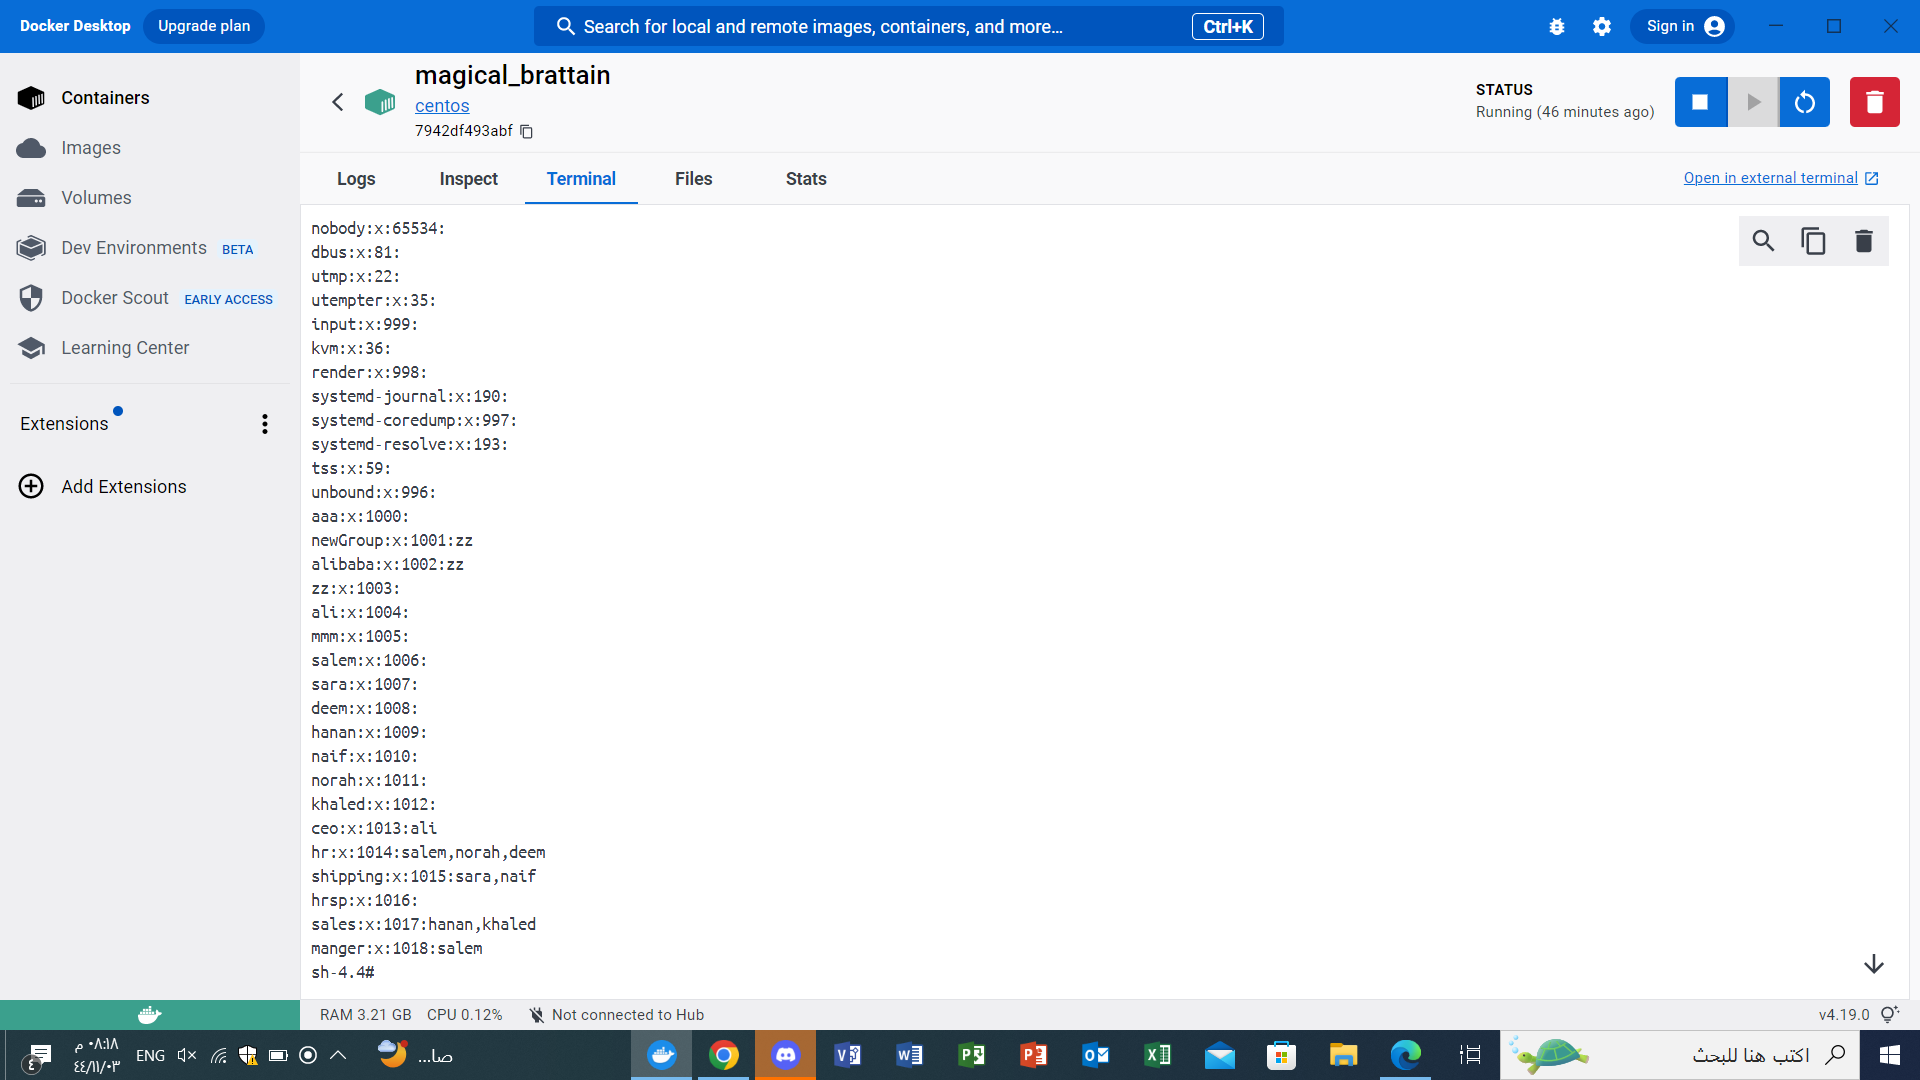 Docker Desktop
Upgrade plan
Search for local and remote images, containers, and more...
Ctrl+K
Sign in
Containers
Images
Volumes
Dev Environments BETA
Docker Scout EARLY ACCESS
Learning Center
Extensions
Add Extensions
magical_brattain
centos
7942df493abf
STATUS
Running (46 minutes ago)
Logs
Inspect
Terminal
Files
Stats
Open in external terminal
nobody:x:65534:
dbus:x:81:
utmp:x:22:
utempter:x:35:
input:x:999:
kvm:x:36:
render:x:998:
systemd-journal:x:190:
systemd-coredump:x:997:
systemd-resolve:x:193:
tss:x:59:
unbound:x:996:
aaa:x:1000:
newGroup:x:1001:zz
alibaba:x:1002:zz
zz:x:1003:
ali:x:1004:
mmm:x:1005:
salem:x:1006:
sara:x:1007:
deem:x:1008:
hanan:x:1009:
naif:x:1010:
norah:x:1011:
khaled:x:1012:
ceo:x:1013:ali
hr:x:1014:salem,norah,deem
shipping:x:1015:sara,naif
hrsp:x:1016:
sales:x:1017:hanan,khaled
manger:x:1018:salem
sh-4.4#
RAM 3.21 GB CPU 0.12%
Not connected to Hub
v4.19.0
٤
٠٨:١٨ م
٤٤/١١/٠٣
ENG
صا...
اكتب هنا للبحث